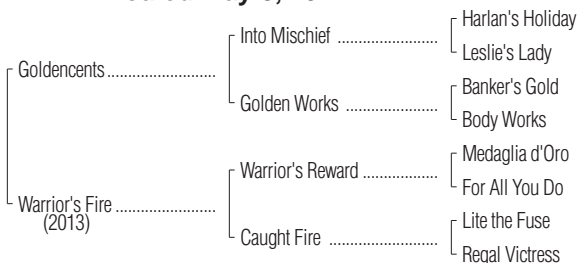 Harlan's Holiday
Into Mischief
Leslie's Lady
Goldencents
Banker's Gold
Golden Works
Body Works
Medaglia d'Oro
Warrior's Reward
For All You Do
Warrior's Fire
(2013)
Lite the Fuse
Caught Fire
Regal Victress